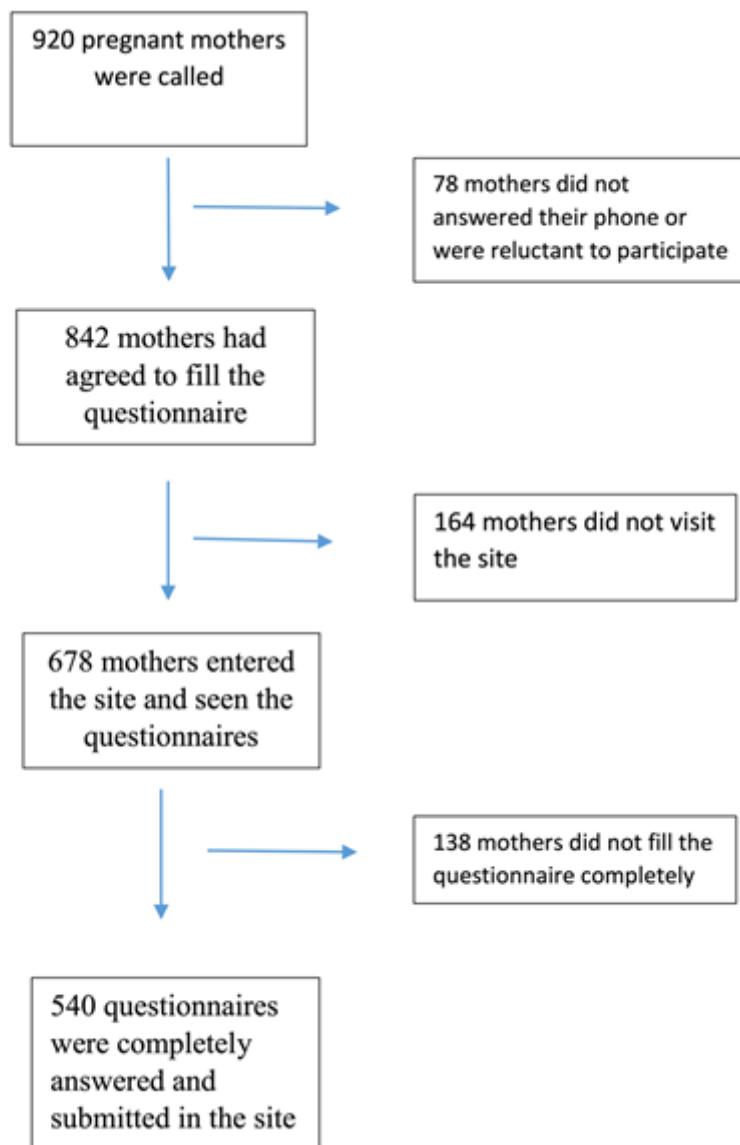 920 pregnant mothers
were called
78 mothers did not
answered their phone or
were reluctant to participate
842 mothers had
agreed to fill the
questionnaire
164 mothers did not visit
the site
678 mothers entered
the site and seen the
questionnaires
138 mothers did not fill the
questionnaire completely
540 questionnaires
were completely
answered and
submitted in the site